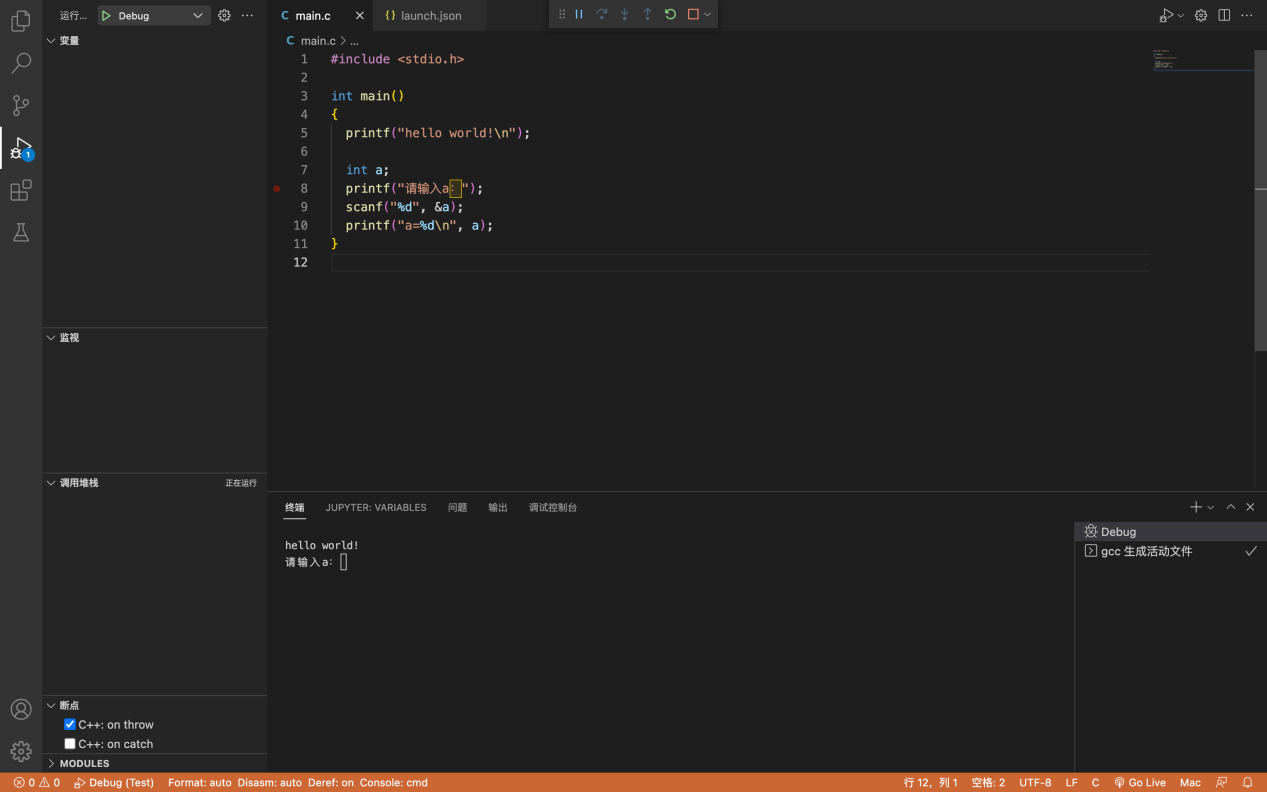 运行... Debug
main.c
launch.json
变量
main.c > ...
1 #include <stdio.h>
2
3 int main()
4 {
5 printf("hello world!\n");
6
7 int a;
8 printf("请输入a：");
9 scanf("%d", &a);
10 printf("a=%d\n", a);
11 }
12
监视
调用堆栈 正在运行
终端 JUPYTER: VARIABLES 问题 输出 调试控制台
hello world!
请输入a：
Debug
gcc 生成活动文件
断点
C++: on throw
C++: on catch
MODULES
1
0 0 Debug (Test) Format: auto Disasm: auto Deref: on Console: cmd 行 12，列 1 空格: 2 UTF-8 LF C Go Live Mac